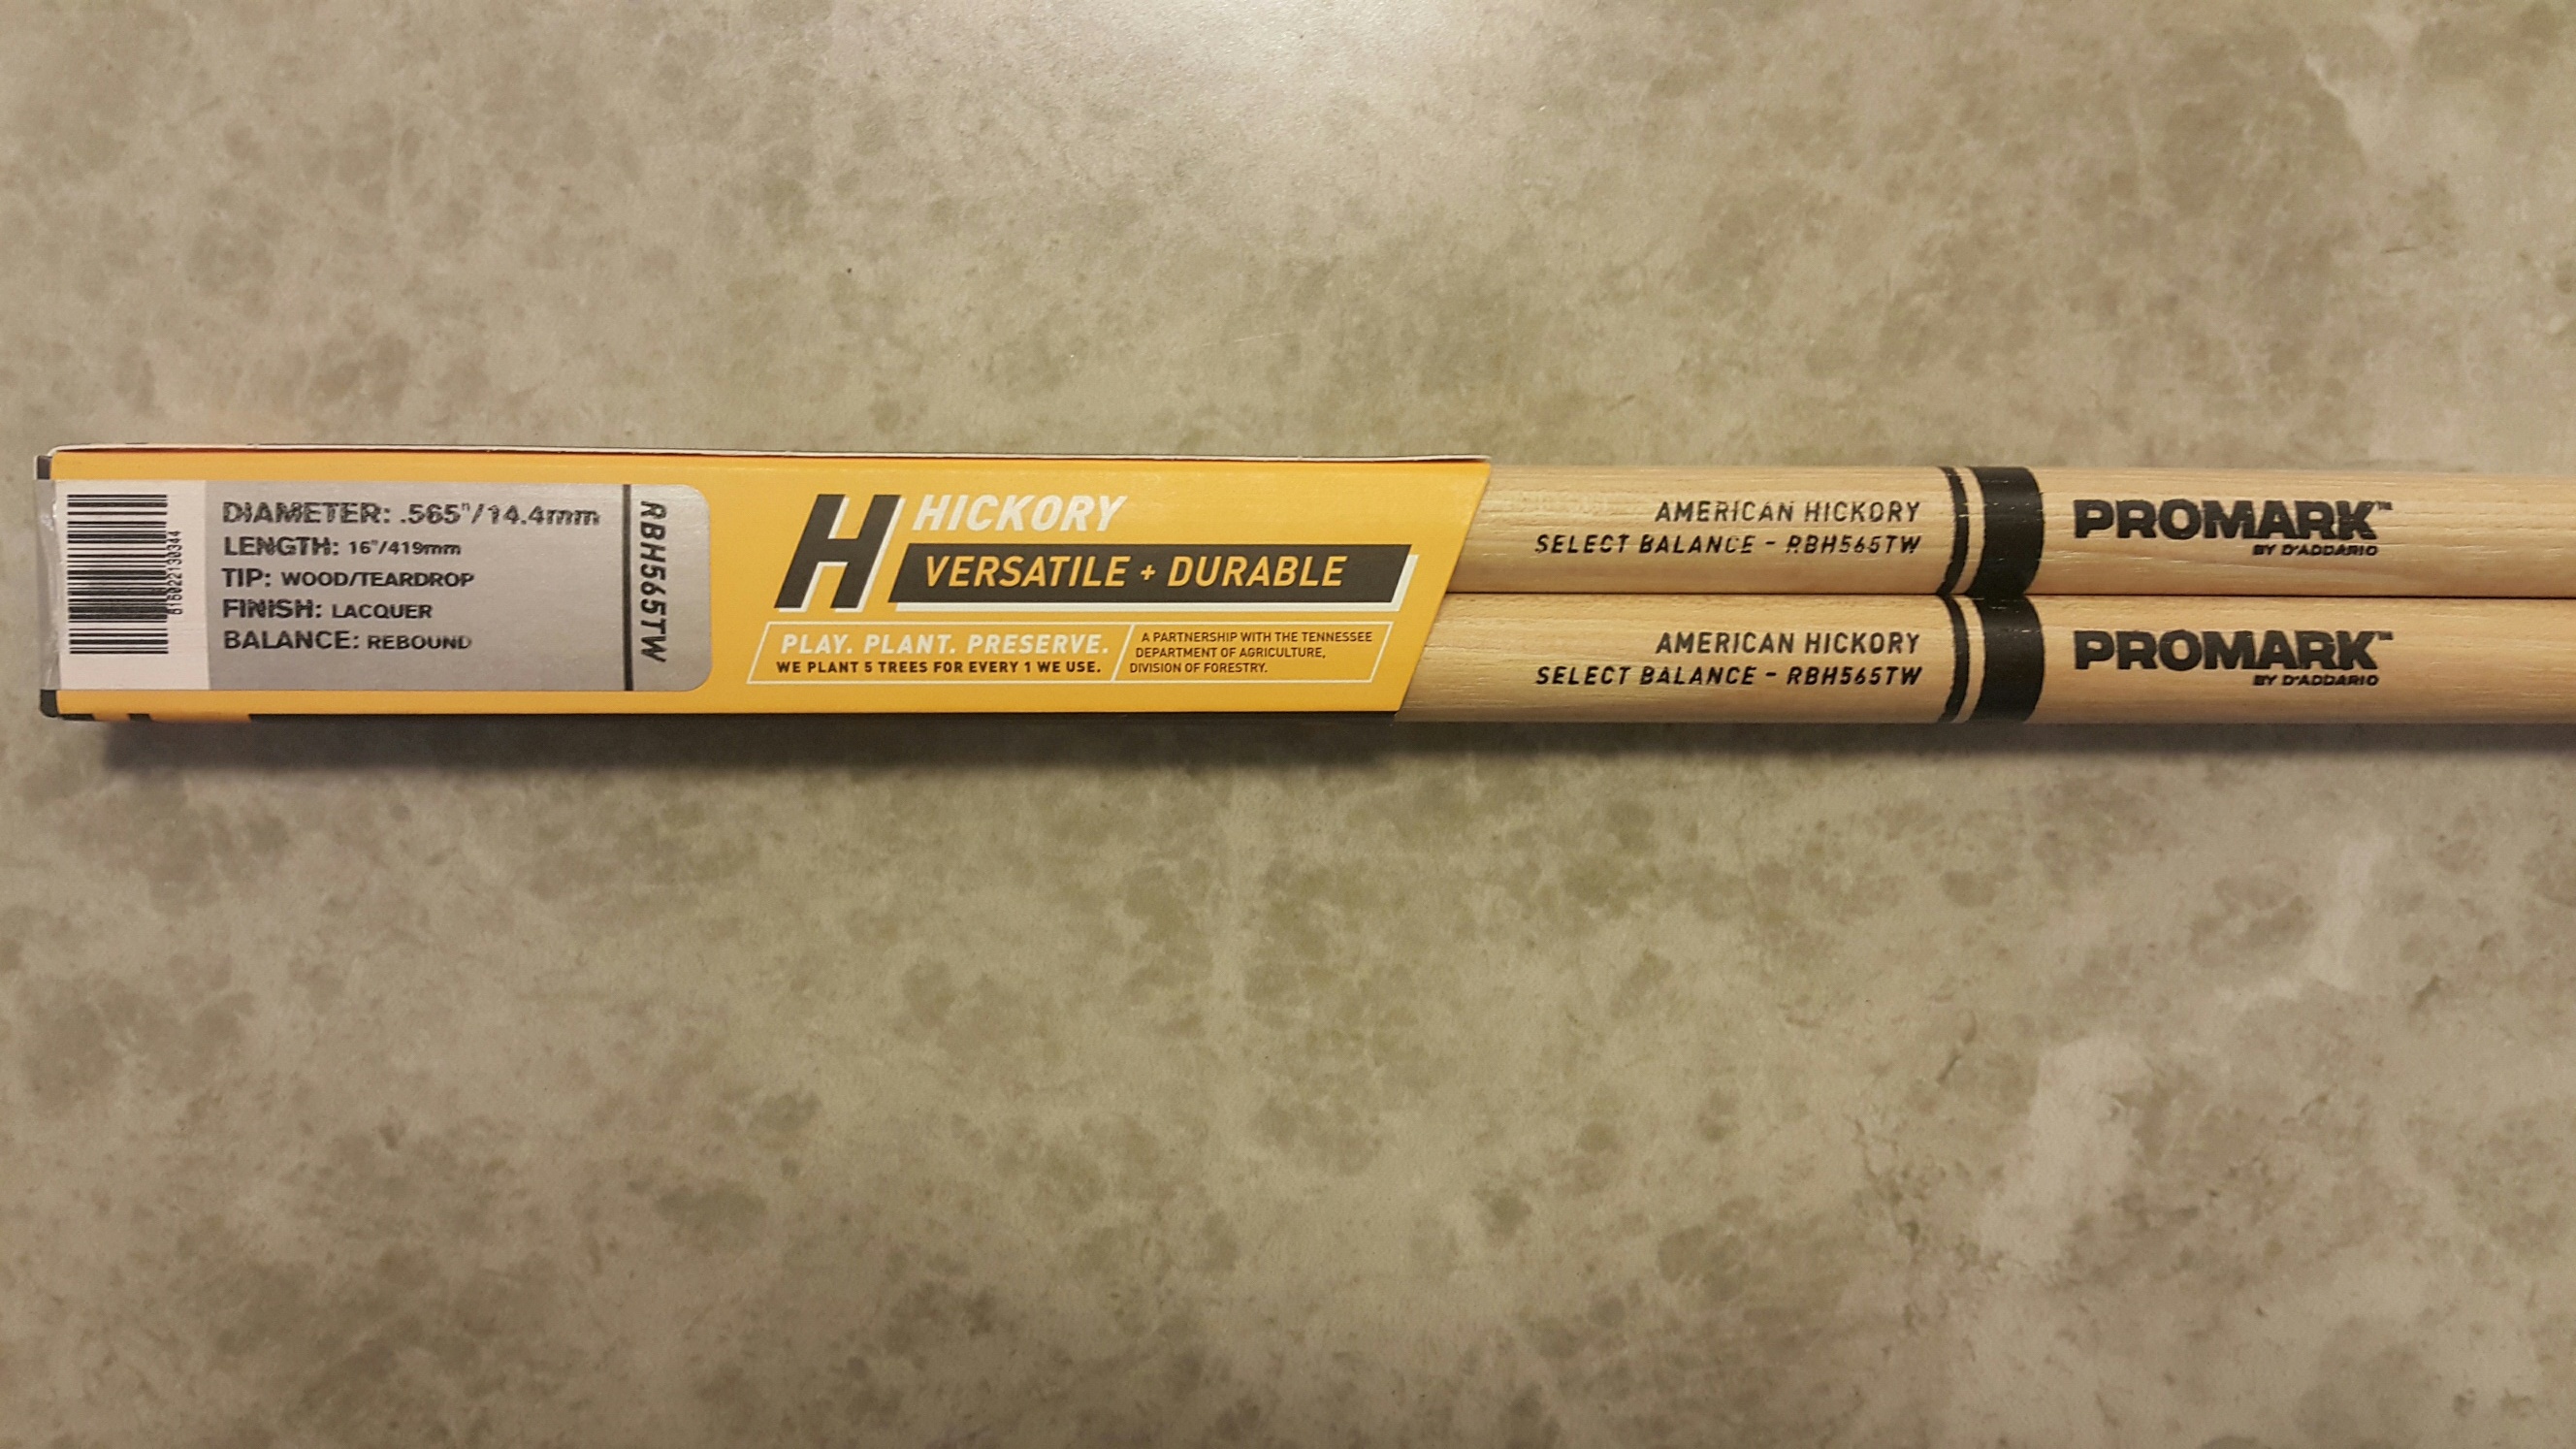 DIAMETER: .565"/14.4mm
LENGTH: 16"/419mm
TIP: WOOD/TEARDROP
FINISH: LACQUER
BALANCE: REBOUND
RBH565TW
H HICKORY
VERSATILE + DURABLE
PLAY. PLANT. PRESERVE.
WE PLANT 5 TREES FOR EVERY 1 WE USE.
A PARTNERSHIP WITH THE TENNESSEE
DEPARTMENT OF AGRICULTURE,
DIVISION OF FORESTRY.
AMERICAN HICKORY
SELECT BALANCE - RBH565TW
PROMARK™
BY D'ADDARIO
AMERICAN HICKORY
SELECT BALANCE - RBH565TW
PROMARK™
BY D'ADDARIO